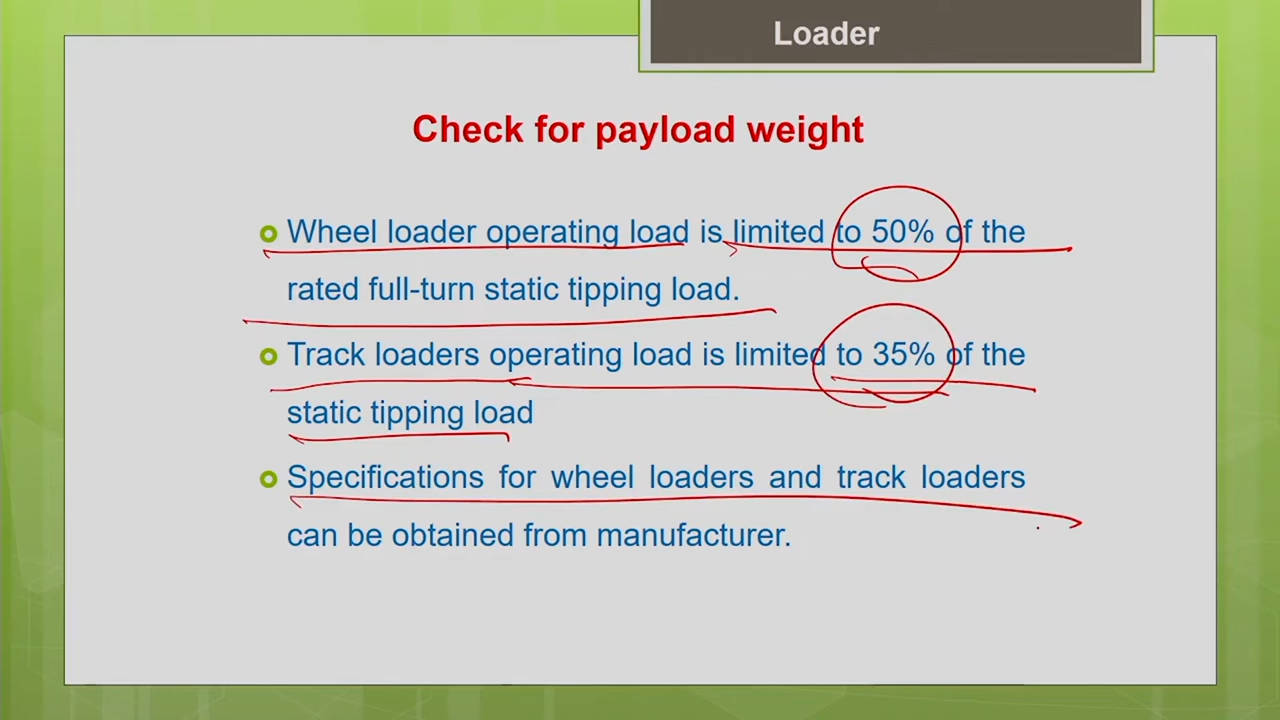 Loader
Check for payload weight
Wheel loader operating load is limited to 50% of the
rated full-turn static tipping load.
Track loaders operating load is limited to 35% of the
static tipping load
Specifications for wheel loaders and track loaders
can be obtained from manufacturer.